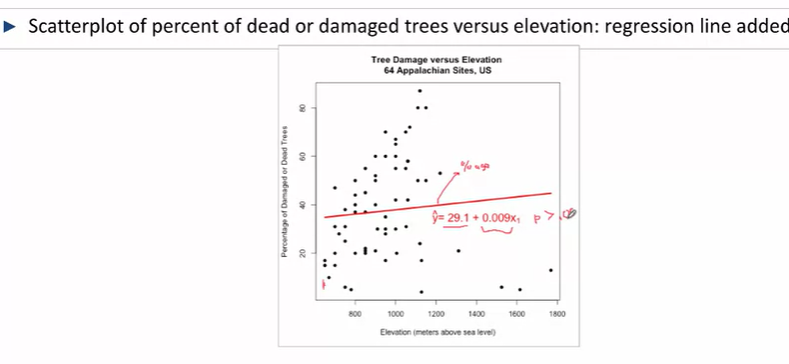 ► Scatterplot of percent of dead or damaged trees versus elevation: regression line added
Tree Damage versus Elevation
64 Appalachian Sites, US
Percentage of Damaged or Dead Trees
80
60
40
20
ŷ= 29.1 + 0.009x₁ p > .05
800 1000 1200 1400 1600 1800
Elevation (meters above sea level)